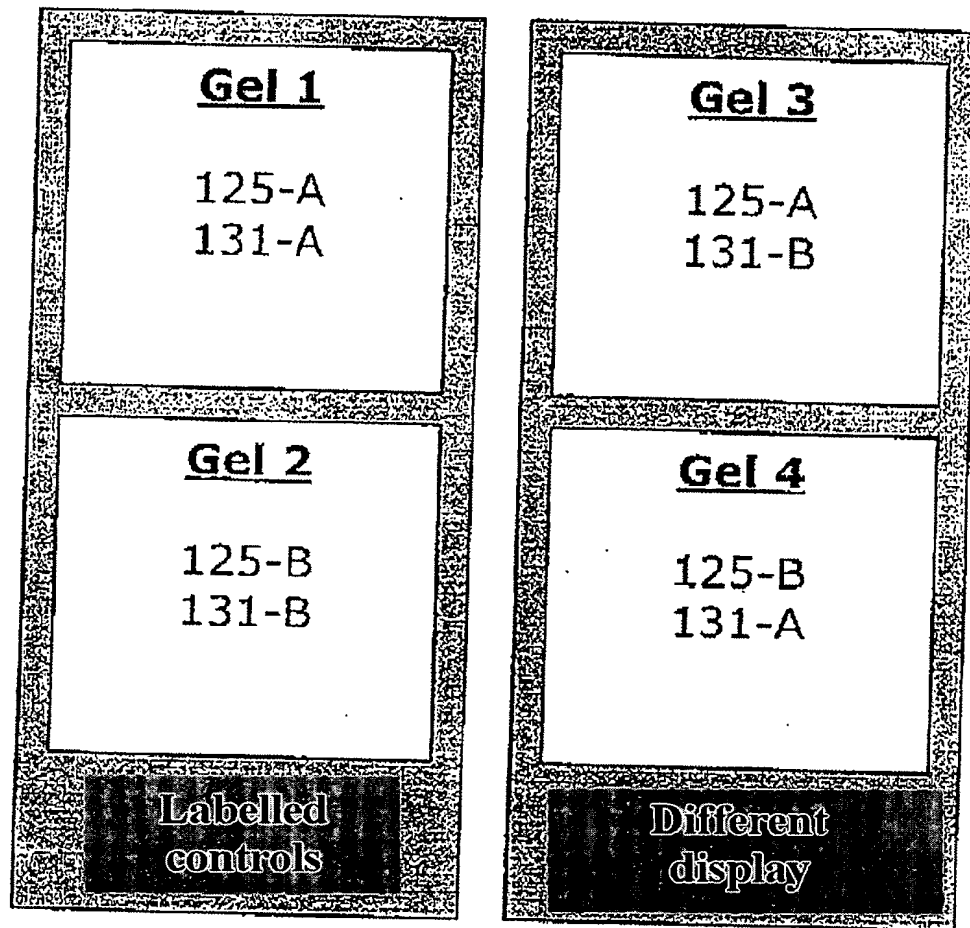 Gel 1
125-A
131-A
Gel 2
125-B
131-B
Labelled
controls
Gel 3
125-A
131-B
Gel 4
125-B
131-A
Different
display